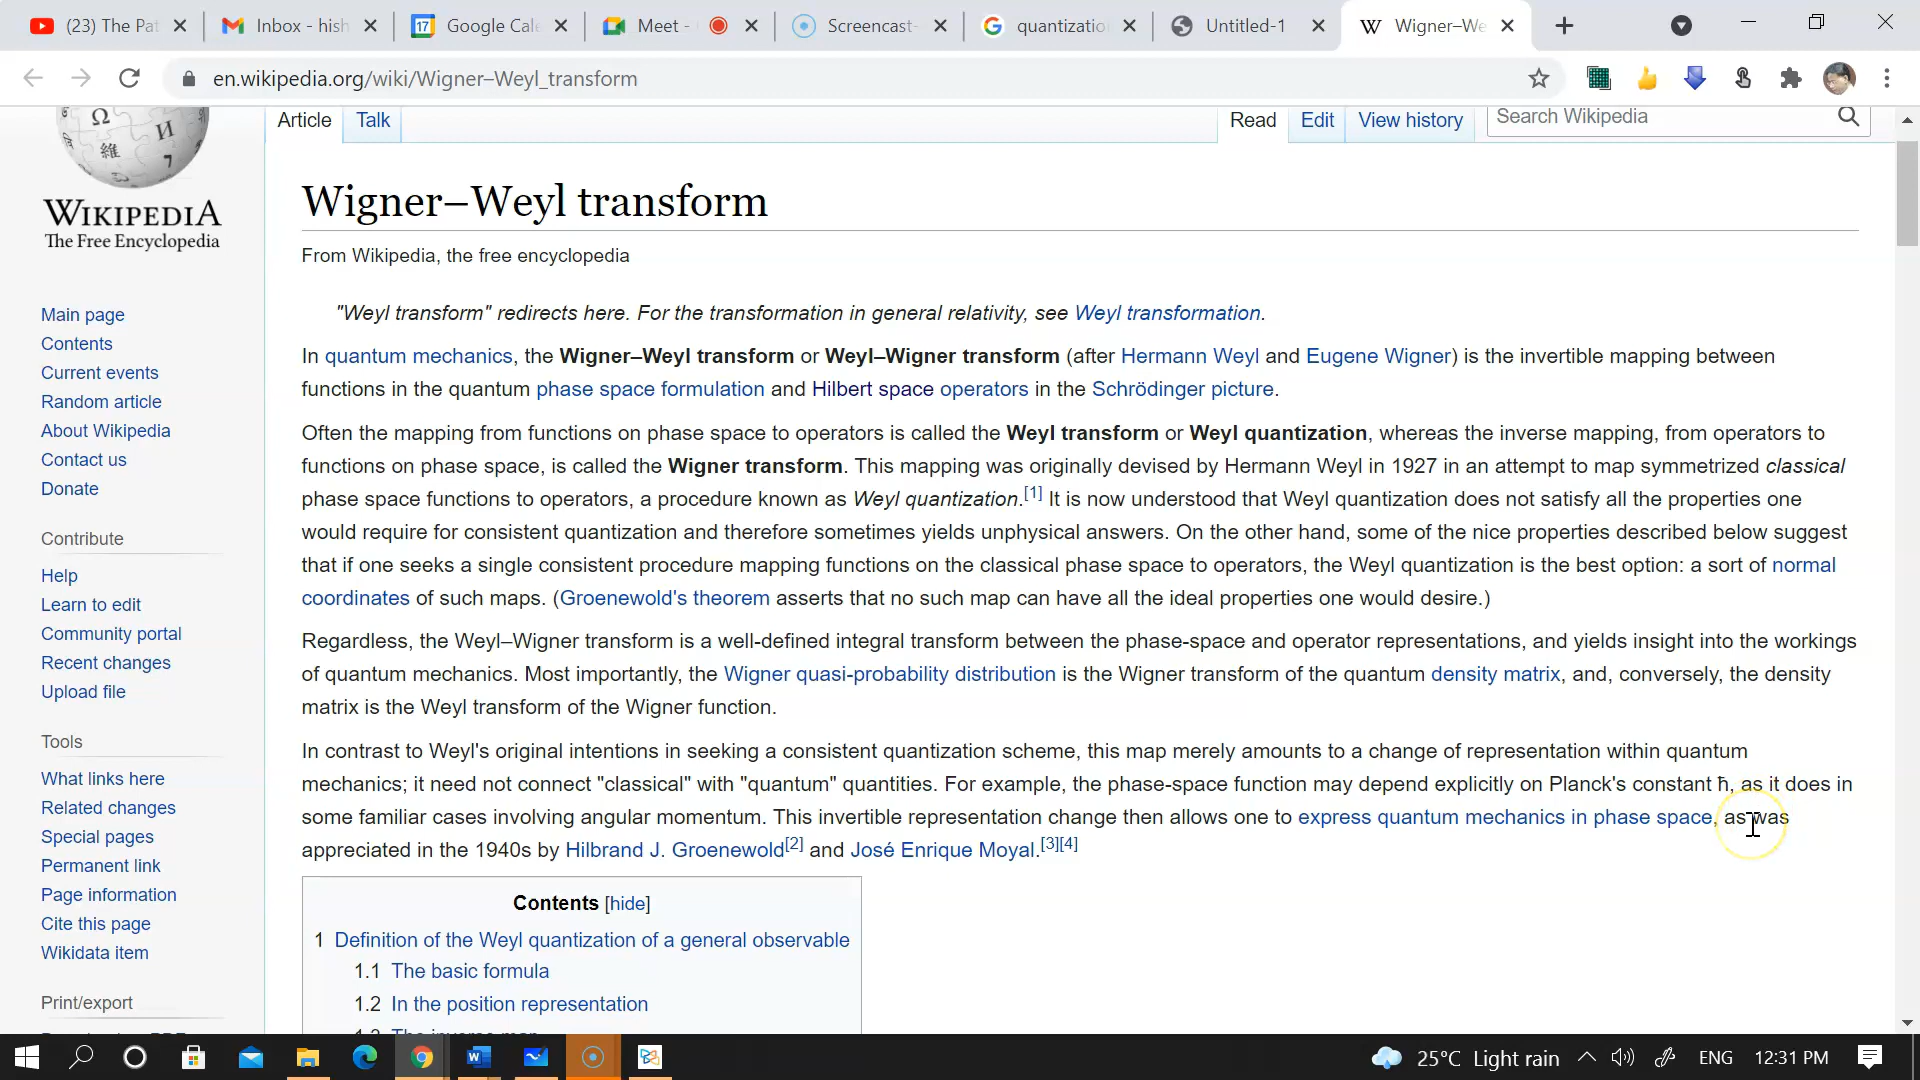 (23) The Pat
Inbox - hish
17
Google Cale
Meet -
Screencast-
quantization
Untitled-1
Wigner–We
en.wikipedia.org/wiki/Wigner–Weyl_transform
Ω
И
維
WIKIPEDIA
The Free Encyclopedia
Main page
Contents
Current events
Random article
About Wikipedia
Contact us
Donate
Contribute
Help
Learn to edit
Community portal
Recent changes
Upload file
Tools
What links here
Related changes
Special pages
Permanent link
Page information
Cite this page
Wikidata item
Print/export
Article
Talk
Read
Edit
View history
Search Wikipedia
Wigner–Weyl transform
From Wikipedia, the free encyclopedia
"Weyl transform" redirects here. For the transformation in general relativity, see Weyl transformation.
In quantum mechanics, the Wigner–Weyl transform or Weyl–Wigner transform (after Hermann Weyl and Eugene Wigner) is the invertible mapping between
functions in the quantum phase space formulation and Hilbert space operators in the Schrödinger picture.
Often the mapping from functions on phase space to operators is called the Weyl transform or Weyl quantization, whereas the inverse mapping, from operators to
functions on phase space, is called the Wigner transform. This mapping was originally devised by Hermann Weyl in 1927 in an attempt to map symmetrized classical
phase space functions to operators, a procedure known as Weyl quantization.[1] It is now understood that Weyl quantization does not satisfy all the properties one
would require for consistent quantization and therefore sometimes yields unphysical answers. On the other hand, some of the nice properties described below suggest
that if one seeks a single consistent procedure mapping functions on the classical phase space to operators, the Weyl quantization is the best option: a sort of normal
coordinates of such maps. (Groenewold's theorem asserts that no such map can have all the ideal properties one would desire.)
Regardless, the Weyl–Wigner transform is a well-defined integral transform between the phase-space and operator representations, and yields insight into the workings
of quantum mechanics. Most importantly, the Wigner quasi-probability distribution is the Wigner transform of the quantum density matrix, and, conversely, the density
matrix is the Weyl transform of the Wigner function.
In contrast to Weyl's original intentions in seeking a consistent quantization scheme, this map merely amounts to a change of representation within quantum
mechanics; it need not connect "classical" with "quantum" quantities. For example, the phase-space function may depend explicitly on Planck's constant ħ, as it does in
some familiar cases involving angular momentum. This invertible representation change then allows one to express quantum mechanics in phase space, as was
appreciated in the 1940s by Hilbrand J. Groenewold[2] and José Enrique Moyal.[3][4]
Contents [hide]
1 Definition of the Weyl quantization of a general observable
1.1 The basic formula
1.2 In the position representation
25°C Light rain
ENG
12:31 PM